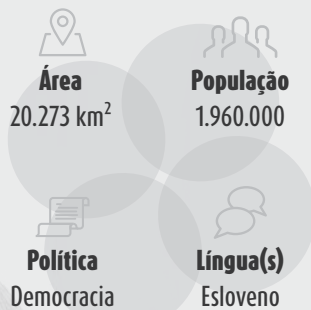 Área
20.273 km²
População
1.960.000
Política
Democracia
Língua(s)
Esloveno